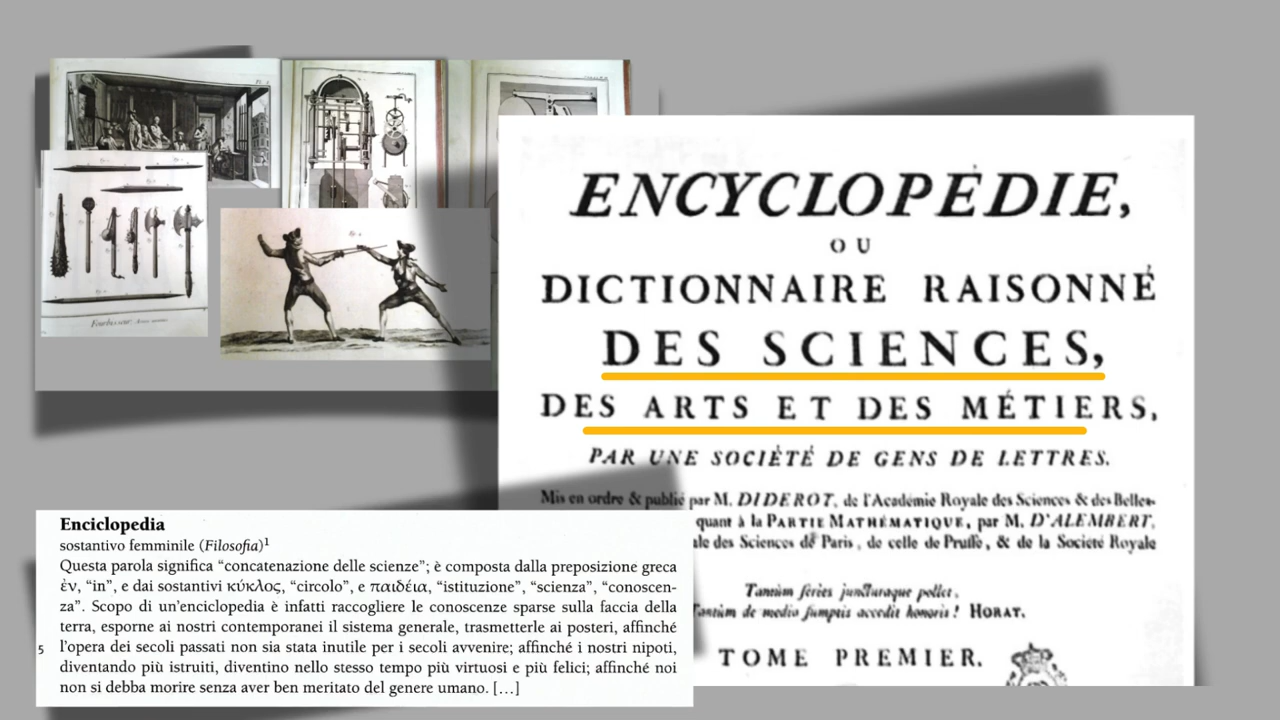 ENCYCLOPÉDIE,
OU
DICTIONNAIRE RAISONNÉ
DES SCIENCES,
DES ARTS ET DES MÉTIERS,
PAR UNE SOCIÉTÉ DE GENS DE LETTRES.
Mis en ordre & publié par M. DIDEROT, de l'Académie Royale des Sciences & des Belles-
quant à la PARTIE MATHÉMATIQUE, par M. D'ALEMBERT,
des Sciences de Paris, de celle de Prusse, & de la Société Royale
Tantùm series juncturaque pollet,
de medio sumptis accedit honoris! HORAT.
TOME PREMIER.
Fourbisseur,
Enciclopedia
sostantivo femminile (Filosofia)¹
Questa parola significa “concatenazione delle scienze”; è composta dalla preposizione greca
ἐν, “in”, e dai sostantivi κύκλος, “circolo”, e παιδέια, “istituzione”, “scienza”, “conoscen-
za”. Scopo di un’enciclopedia è infatti raccogliere le conoscenze sparse sulla faccia della
terra, esporne ai nostri contemporanei il sistema generale, trasmetterle ai posteri, affinché
5 l’opera dei secoli passati non sia stata inutile per i secoli avvenire; affinché i nostri nipoti,
diventando più istruiti, diventino nello stesso tempo più virtuosi e più felici; affinché noi
non si debba morire senza aver ben meritato del genere umano. [...]